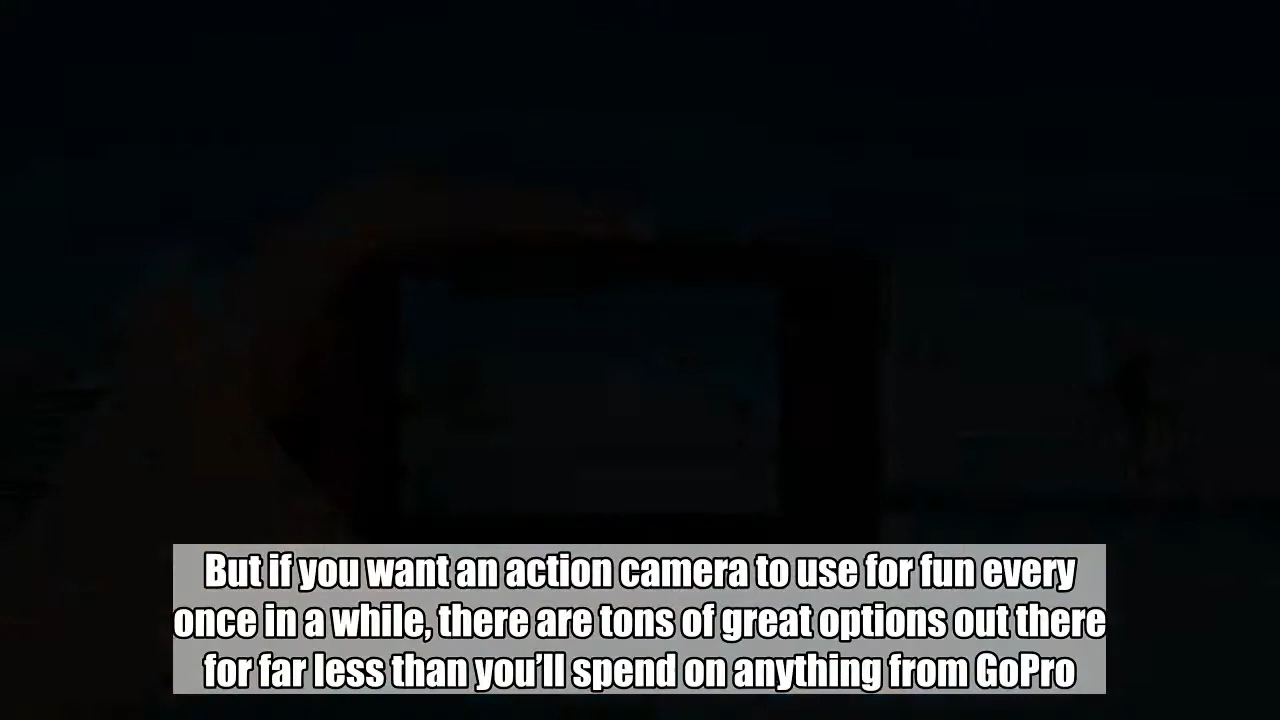 But if you want an action camera to use for fun every
once in a while, there are tons of great options out there
for far less than you’ll spend on anything from GoPro